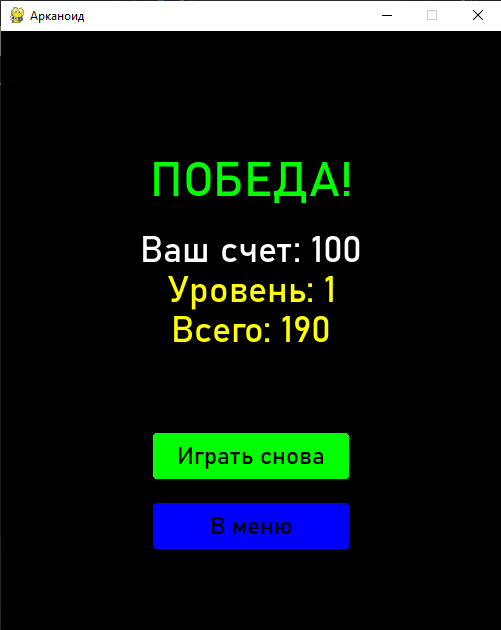 Арканоид
ПОБЕДА!
Ваш счет: 100
Уровень: 1
Всего: 190
Играть снова
В меню